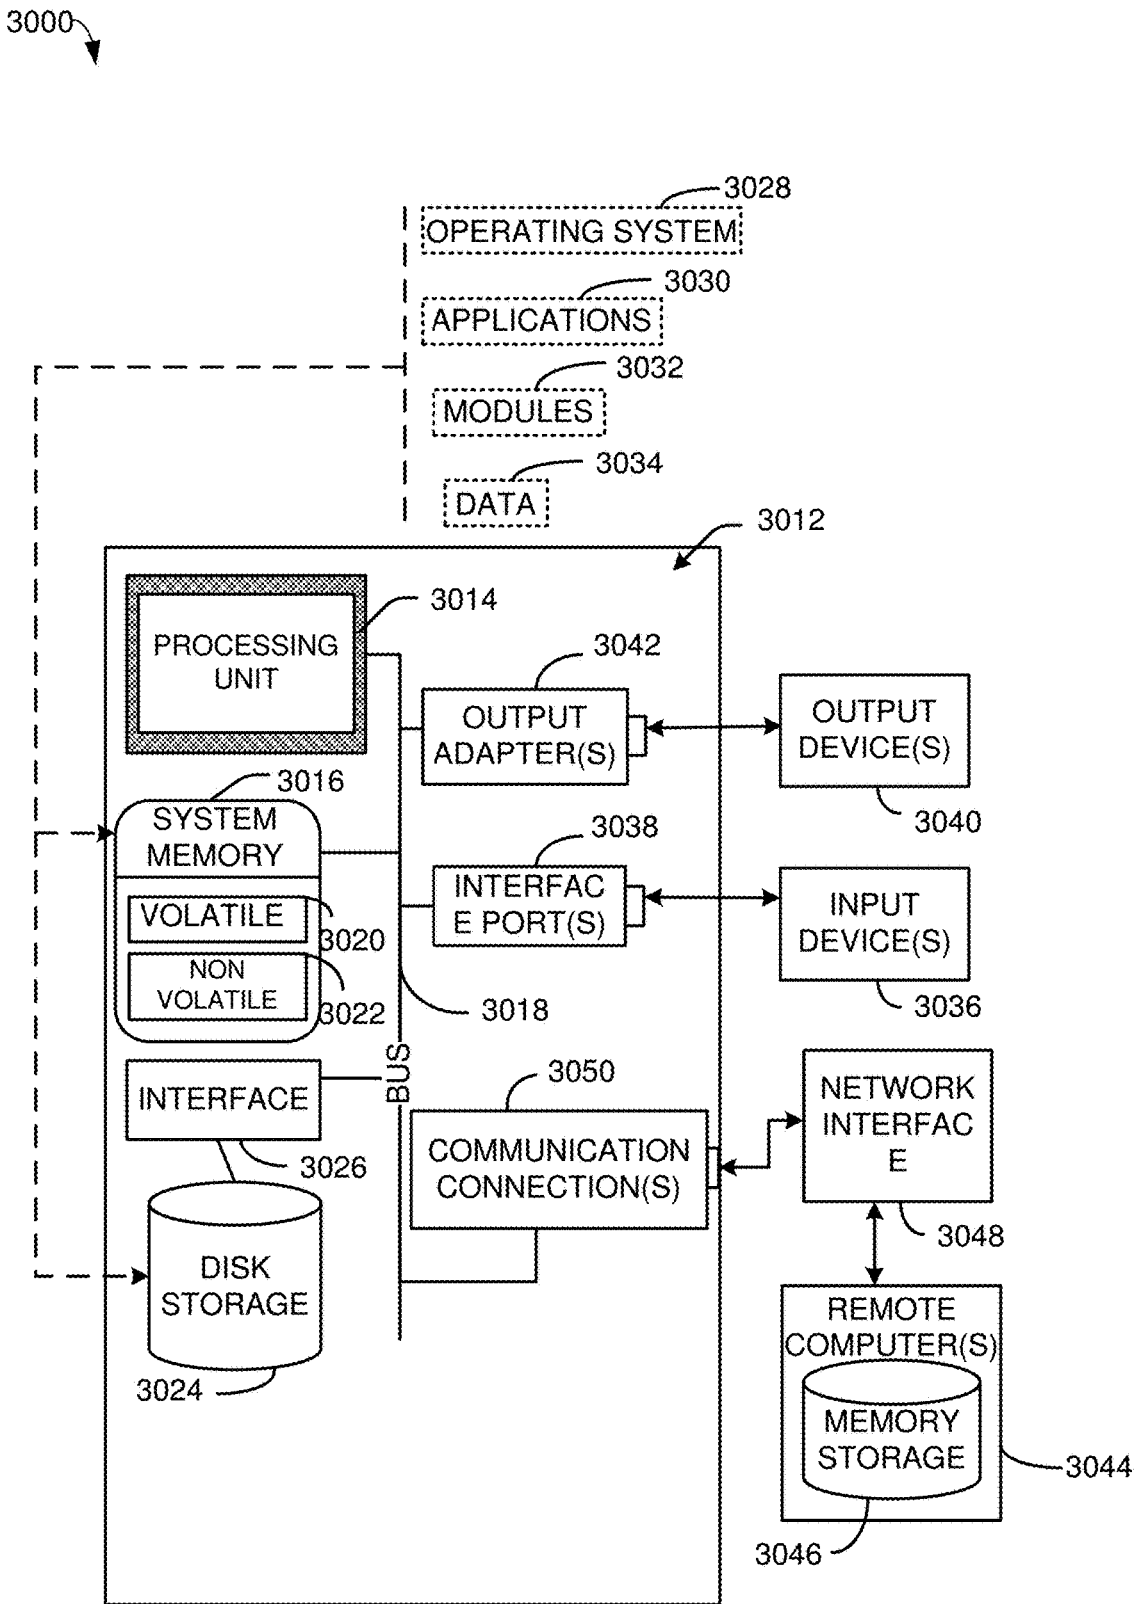 3000
3028
OPERATING SYSTEM
3030
APPLICATIONS
3032
MODULES
3034
DATA
3012
3014
PROCESSING
UNIT
3042
OUTPUT
ADAPTER(S)
OUTPUT
DEVICE(S)
3040
3016
SYSTEM
MEMORY
VOLATILE
3020
NON
VOLATILE
3022
3038
INTERFAC
E PORT(S)
INPUT
DEVICE(S)
3036
3018
BUS
INTERFACE
3026
3050
COMMUNICATION
CONNECTION(S)
NETWORK
INTERFAC
E
3048
DISK
STORAGE
3024
REMOTE
COMPUTER(S)
MEMORY
STORAGE
3044
3046